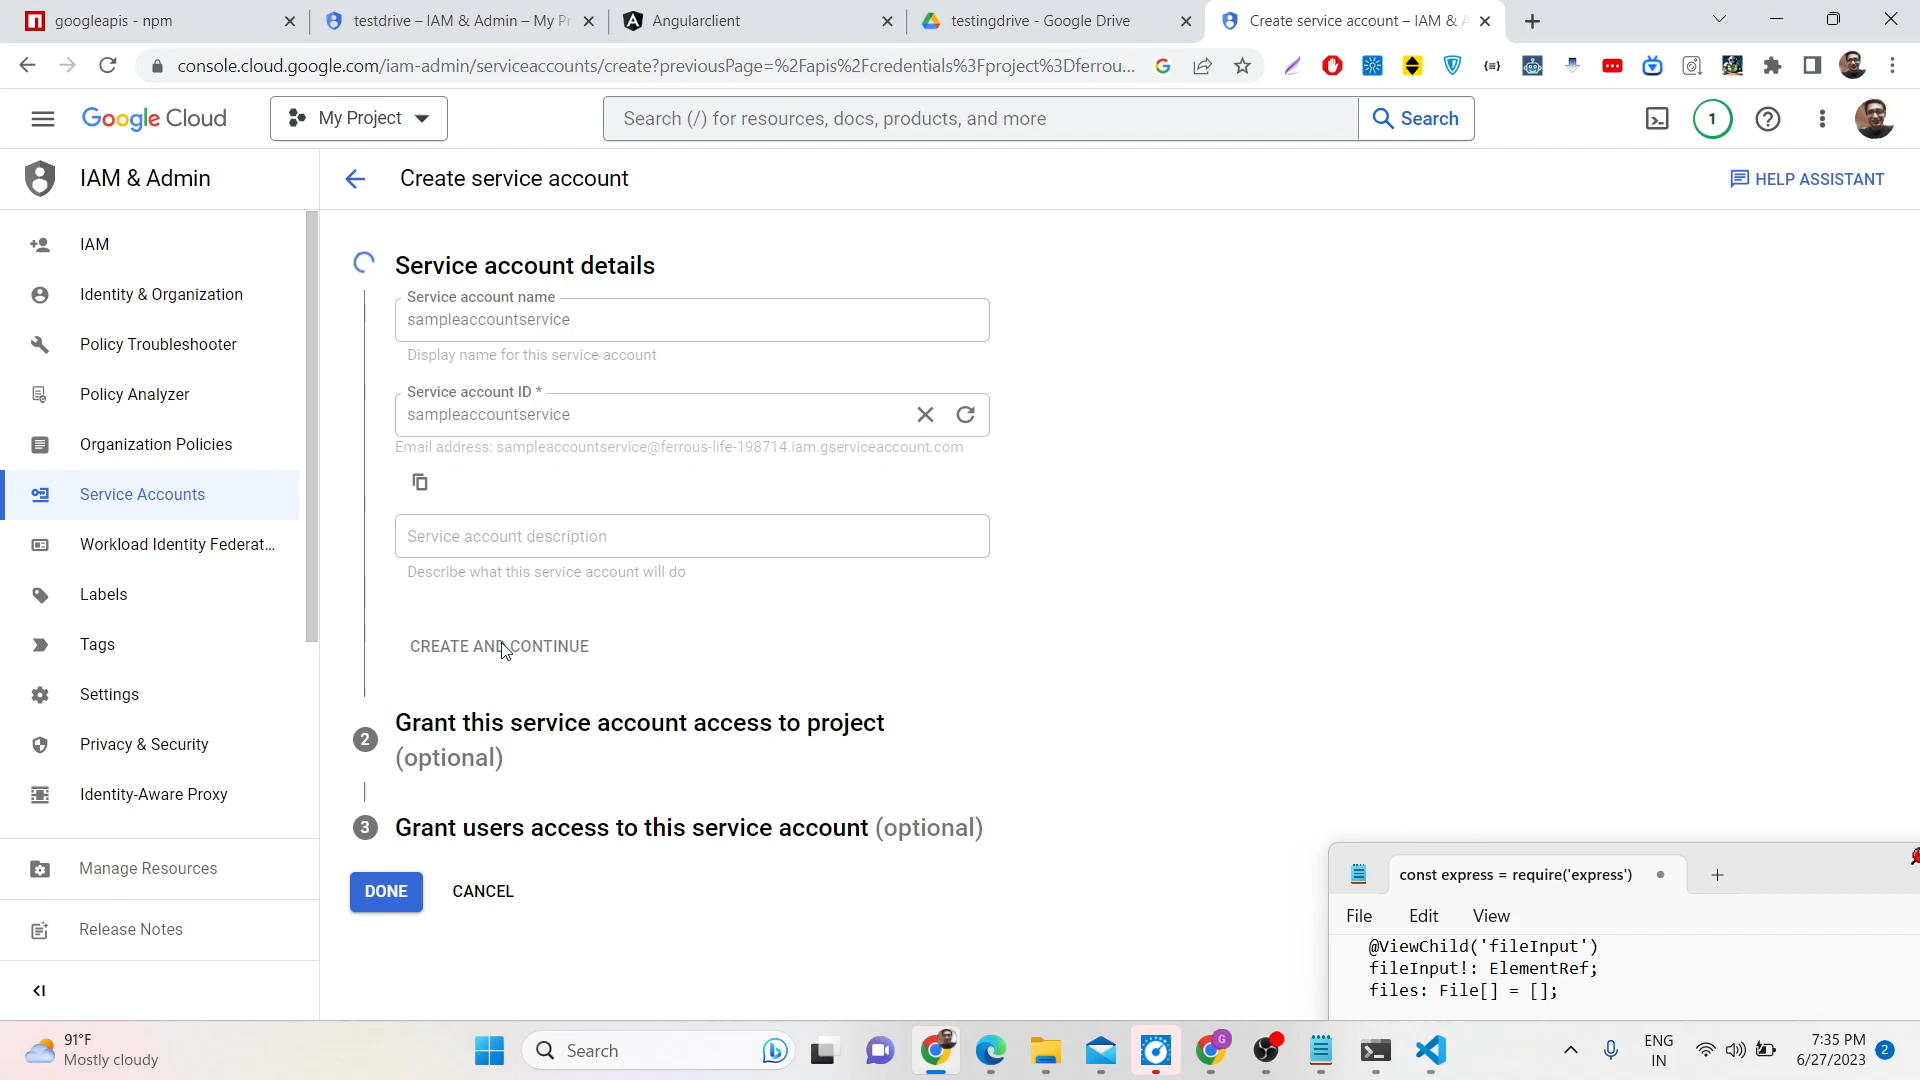 googleapis - npm
testdrive – IAM & Admin – My Pr
Angularclient
testingdrive - Google Drive
Create service account – IAM & A
console.cloud.google.com/iam-admin/serviceaccounts/create?previousPage=%2Fapis%2Fcredentials%3Fproject%3Dferrou...
Google Cloud
My Project
Search (/) for resources, docs, products, and more
Search
1
IAM & Admin
Create service account
HELP ASSISTANT
IAM
Identity & Organization
Policy Troubleshooter
Policy Analyzer
Organization Policies
Service Accounts
Workload Identity Federat...
Labels
Tags
Settings
Privacy & Security
Identity-Aware Proxy
Manage Resources
Release Notes
Service account details
Service account name
sampleaccountservice
Display name for this service account
Service account ID *
sampleaccountservice
Email address: sampleaccountservice@ferrous-life-198714.iam.gserviceaccount.com
Service account description
Describe what this service account will do
CREATE AND CONTINUE
2 Grant this service account access to project
(optional)
3 Grant users access to this service account (optional)
DONE
CANCEL
const express = require('express')
File Edit View
@ViewChild('fileInput')
fileInput!: ElementRef;
files: File[] = [];
91°F
Mostly cloudy
Search
G
ENG
IN
7:35 PM
6/27/2023
2